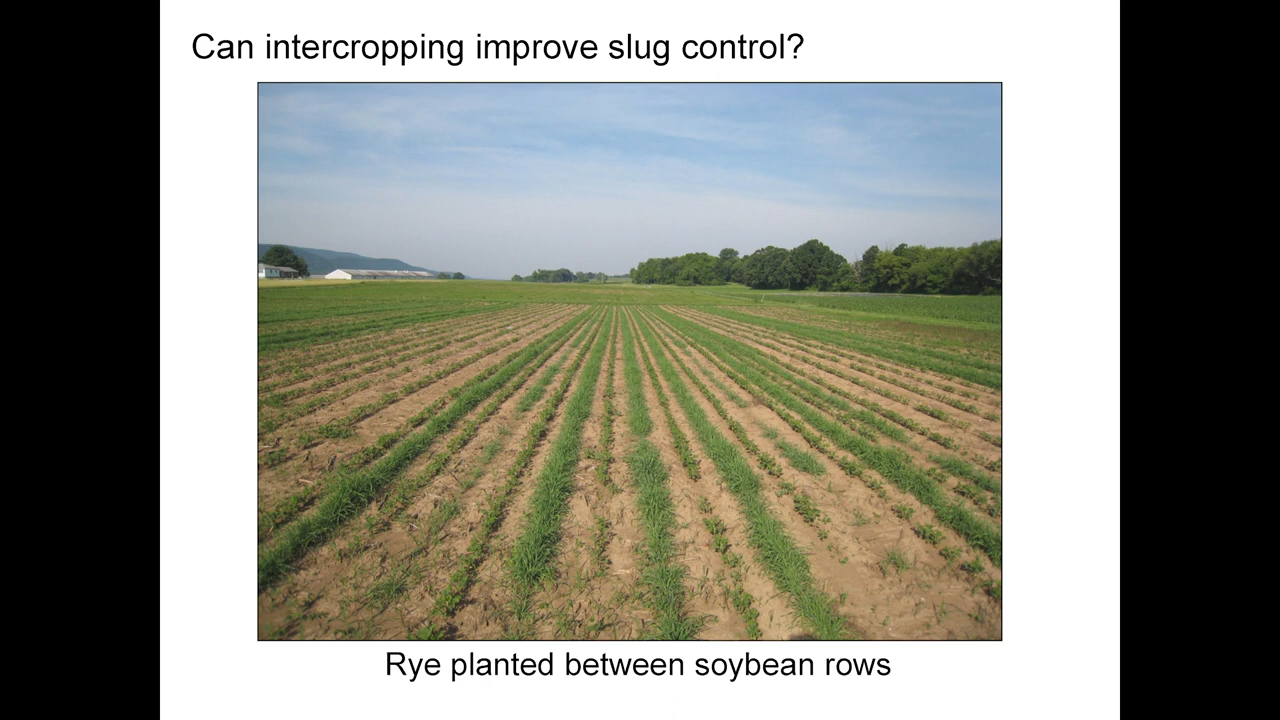 Can intercropping improve slug control?
Rye planted between soybean rows